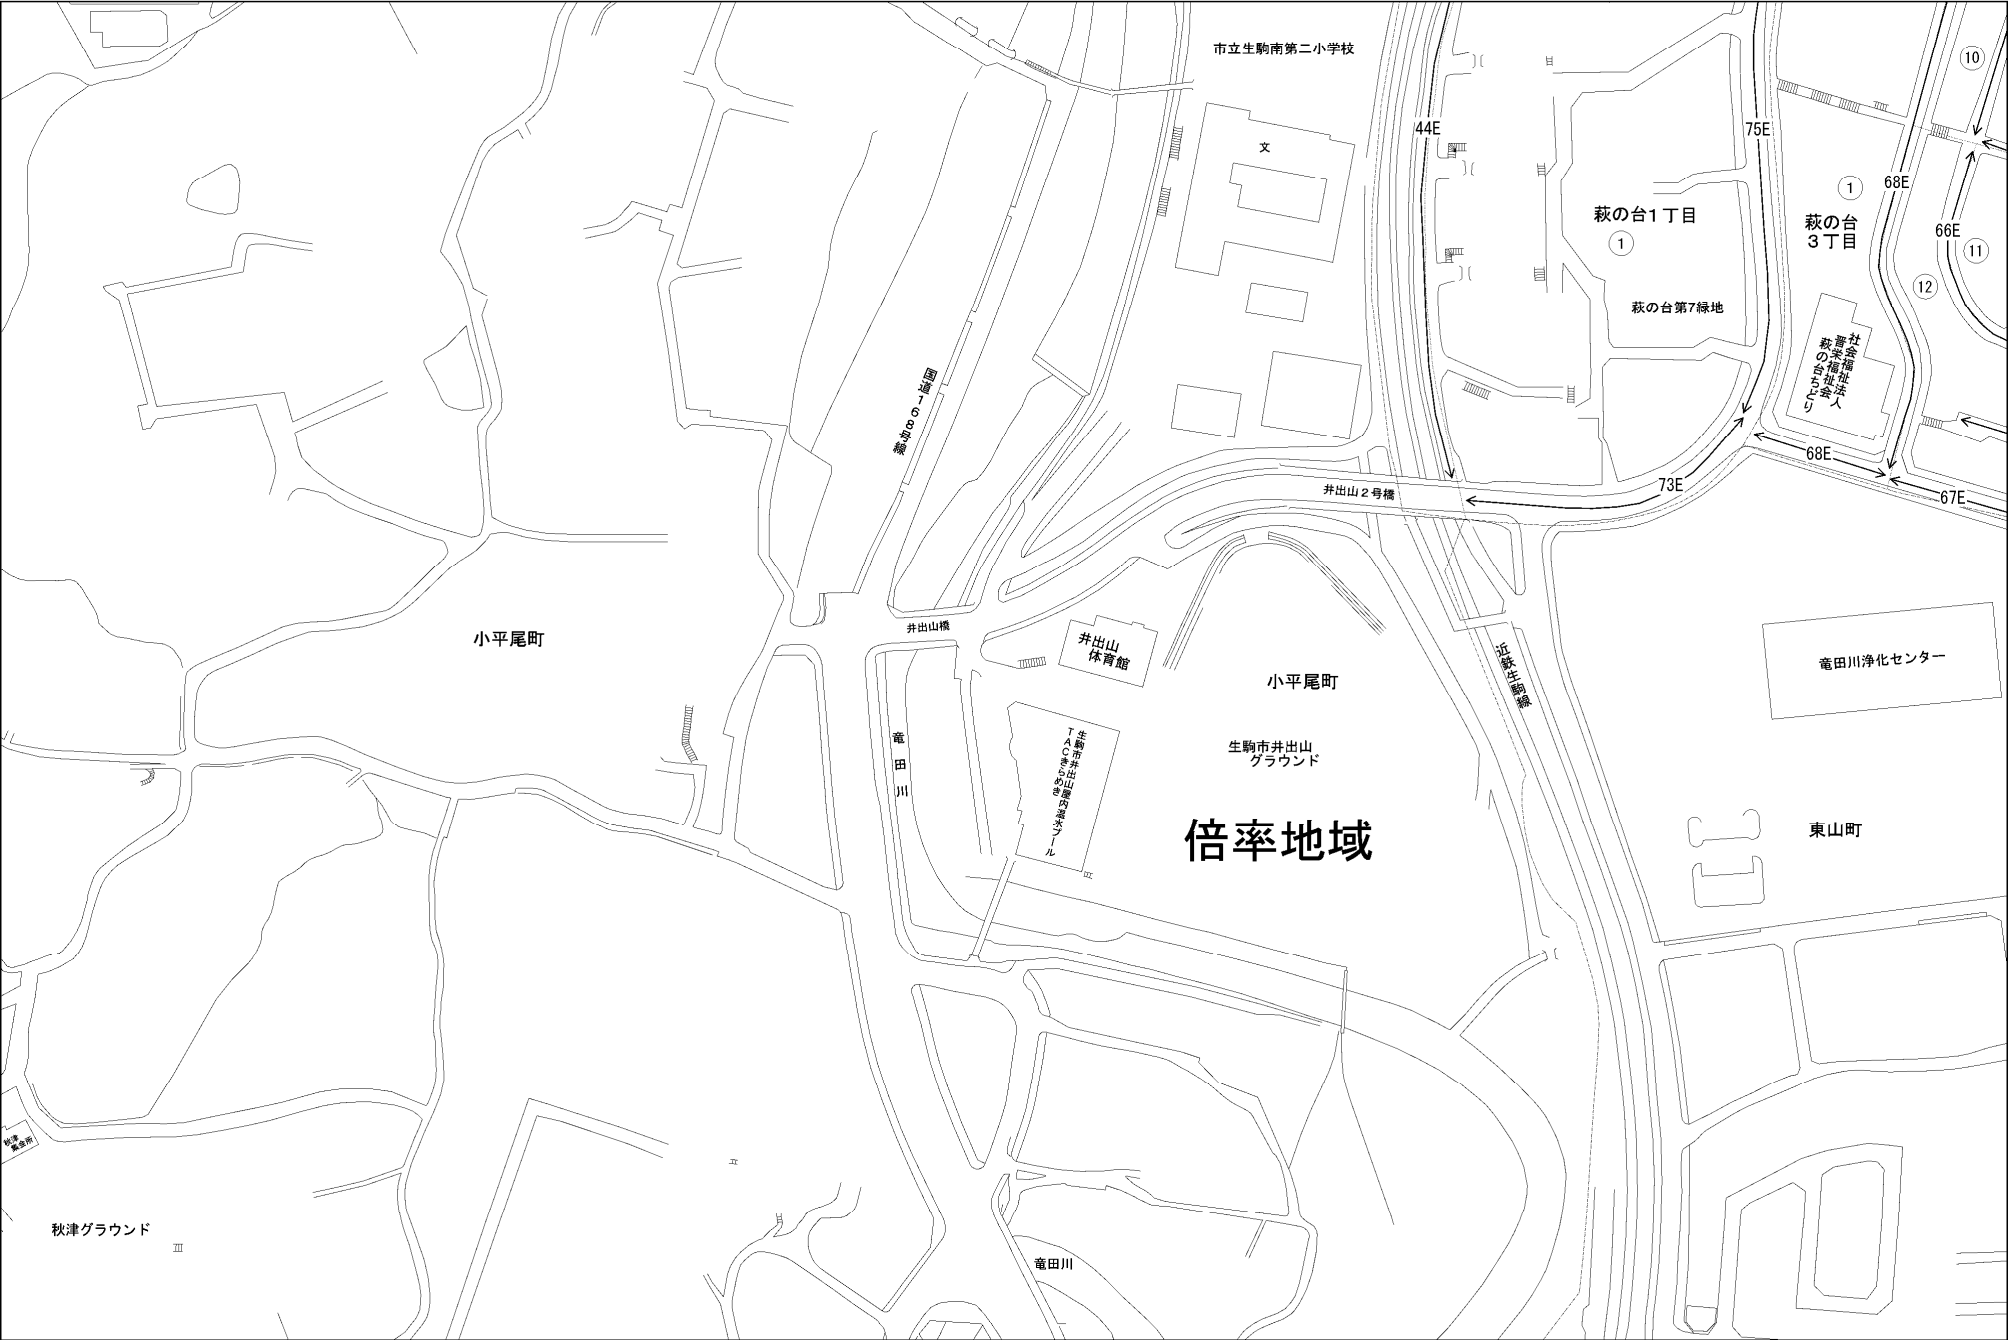 市立生駒南第二小学校
文
44E
75E
68E
66E
10
11
12
1
萩の台
3丁目
萩の台1丁目
1
萩の台第7緑地
社会福祉法人
晋栄福祉会
萩の台ちどり
国道168号線
68E
67E
73E
井出山2号橋
井出山橋
小平尾町
井出山
体育館
小平尾町
近鉄生駒線
竜田川浄化センター
竜田川
生駒市井出山屋内温水プール
TACきらめき
生駒市井出山
グラウンド
倍率地域
東山町
秋津
集会所
秋津グラウンド
竜田川